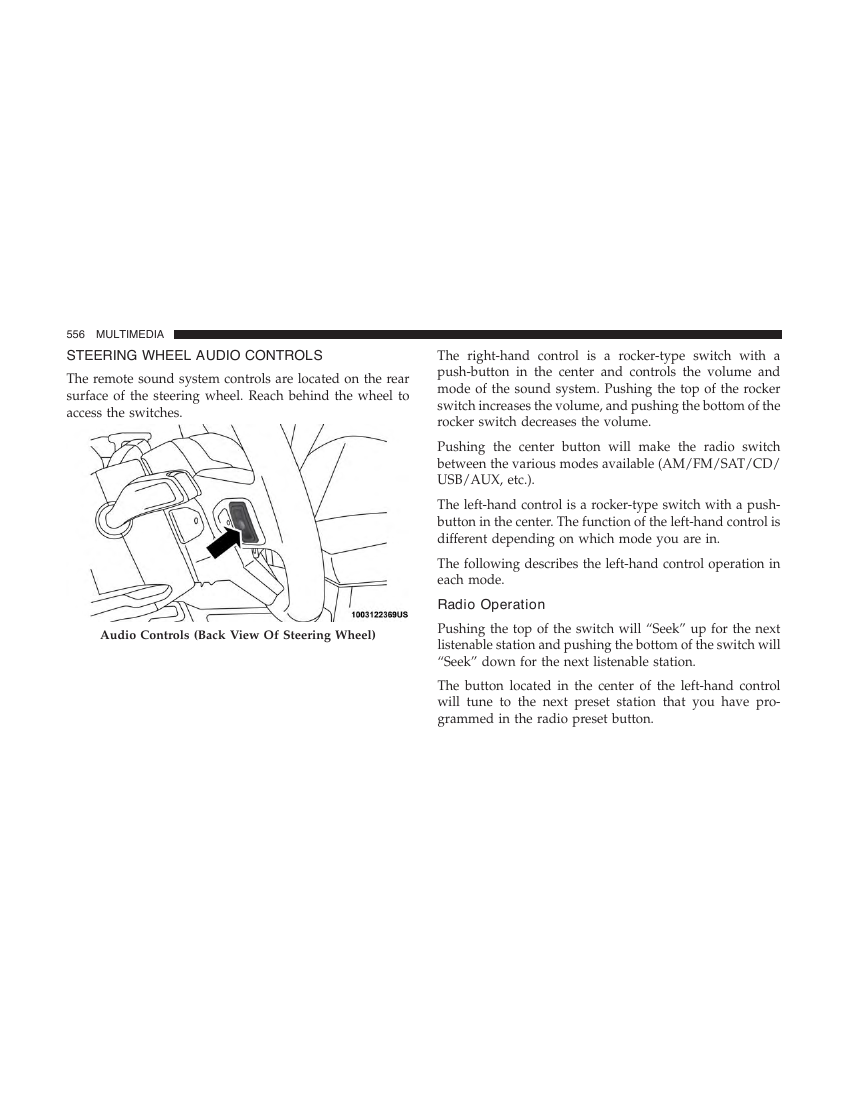 556 MULTIMEDIA
STEERING WHEEL AUDIO CONTROLS
The remote sound system controls are located on the rear
surface of the steering wheel. Reach behind the wheel to
access the switches.
1003122369US
Audio Controls (Back View Of Steering Wheel)
The right-hand control is a rocker-type switch with a
push-button in the center and controls the volume and
mode of the sound system. Pushing the top of the rocker
switch increases the volume, and pushing the bottom of the
rocker switch decreases the volume.
Pushing the center button will make the radio switch
between the various modes available (AM/FM/SAT/CD/
USB/AUX, etc.).
The left-hand control is a rocker-type switch with a push-
button in the center. The function of the left-hand control is
different depending on which mode you are in.
The following describes the left-hand control operation in
each mode.
Radio Operation
Pushing the top of the switch will “Seek” up for the next
listenable station and pushing the bottom of the switch will
“Seek” down for the next listenable station.
The button located in the center of the left-hand control
will tune to the next preset station that you have pro-
grammed in the radio preset button.